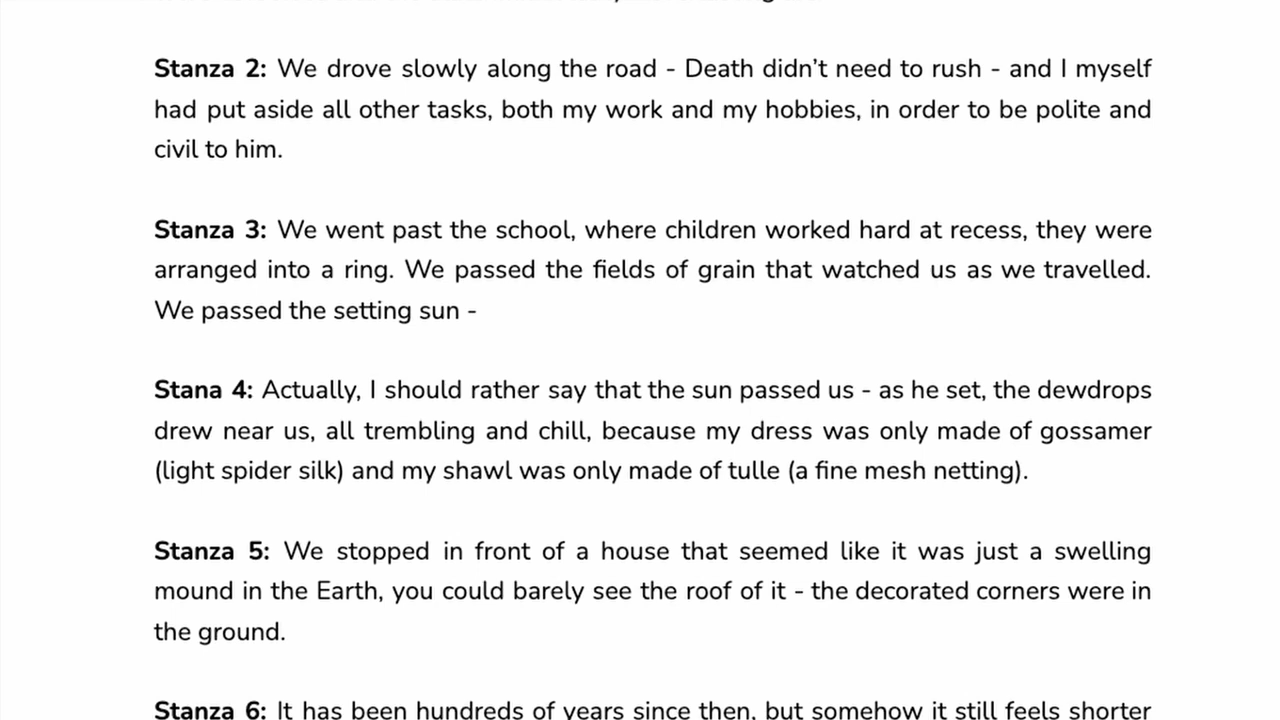 Stanza 2: We drove slowly along the road - Death didn't need to rush - and I myself
had put aside all other tasks, both my work and my hobbies, in order to be polite and
civil to him.
Stanza 3: We went past the school, where children worked hard at recess, they were
arranged into a ring. We passed the fields of grain that watched us as we travelled.
We passed the setting sun -
Stana 4: Actually, I should rather say that the sun passed us - as he set, the dewdrops
drew near us, all trembling and chill, because my dress was only made of gossamer
(light spider silk) and my shawl was only made of tulle (a fine mesh netting).
Stanza 5: We stopped in front of a house that seemed like it was just a swelling
mound in the Earth, you could barely see the roof of it - the decorated corners were in
the ground.
Stanza 6: It has been hundreds of years since then, but somehow it still feels shorter